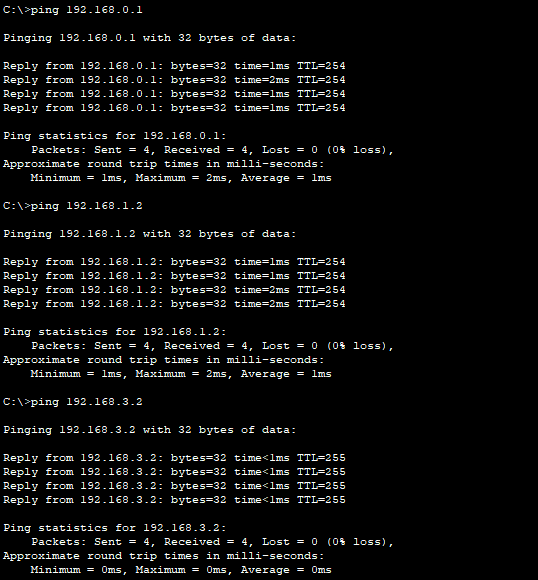 C:\>ping 192.168.0.1
Pinging 192.168.0.1 with 32 bytes of data:
Reply from 192.168.0.1: bytes=32 time=1ms TTL=254
Reply from 192.168.0.1: bytes=32 time=2ms TTL=254
Reply from 192.168.0.1: bytes=32 time=1ms TTL=254
Reply from 192.168.0.1: bytes=32 time=1ms TTL=254
Ping statistics for 192.168.0.1:
    Packets: Sent = 4, Received = 4, Lost = 0 (0% loss),
Approximate round trip times in milli-seconds:
    Minimum = 1ms, Maximum = 2ms, Average = 1ms
C:\>ping 192.168.1.2
Pinging 192.168.1.2 with 32 bytes of data:
Reply from 192.168.1.2: bytes=32 time=1ms TTL=254
Reply from 192.168.1.2: bytes=32 time=1ms TTL=254
Reply from 192.168.1.2: bytes=32 time=2ms TTL=254
Reply from 192.168.1.2: bytes=32 time=2ms TTL=254
Ping statistics for 192.168.1.2:
    Packets: Sent = 4, Received = 4, Lost = 0 (0% loss),
Approximate round trip times in milli-seconds:
    Minimum = 1ms, Maximum = 2ms, Average = 1ms
C:\>ping 192.168.3.2
Pinging 192.168.3.2 with 32 bytes of data:
Reply from 192.168.3.2: bytes=32 time<1ms TTL=255
Reply from 192.168.3.2: bytes=32 time<1ms TTL=255
Reply from 192.168.3.2: bytes=32 time<1ms TTL=255
Reply from 192.168.3.2: bytes=32 time<1ms TTL=255
Ping statistics for 192.168.3.2:
    Packets: Sent = 4, Received = 4, Lost = 0 (0% loss),
Approximate round trip times in milli-seconds:
    Minimum = 0ms, Maximum = 0ms, Average = 0ms